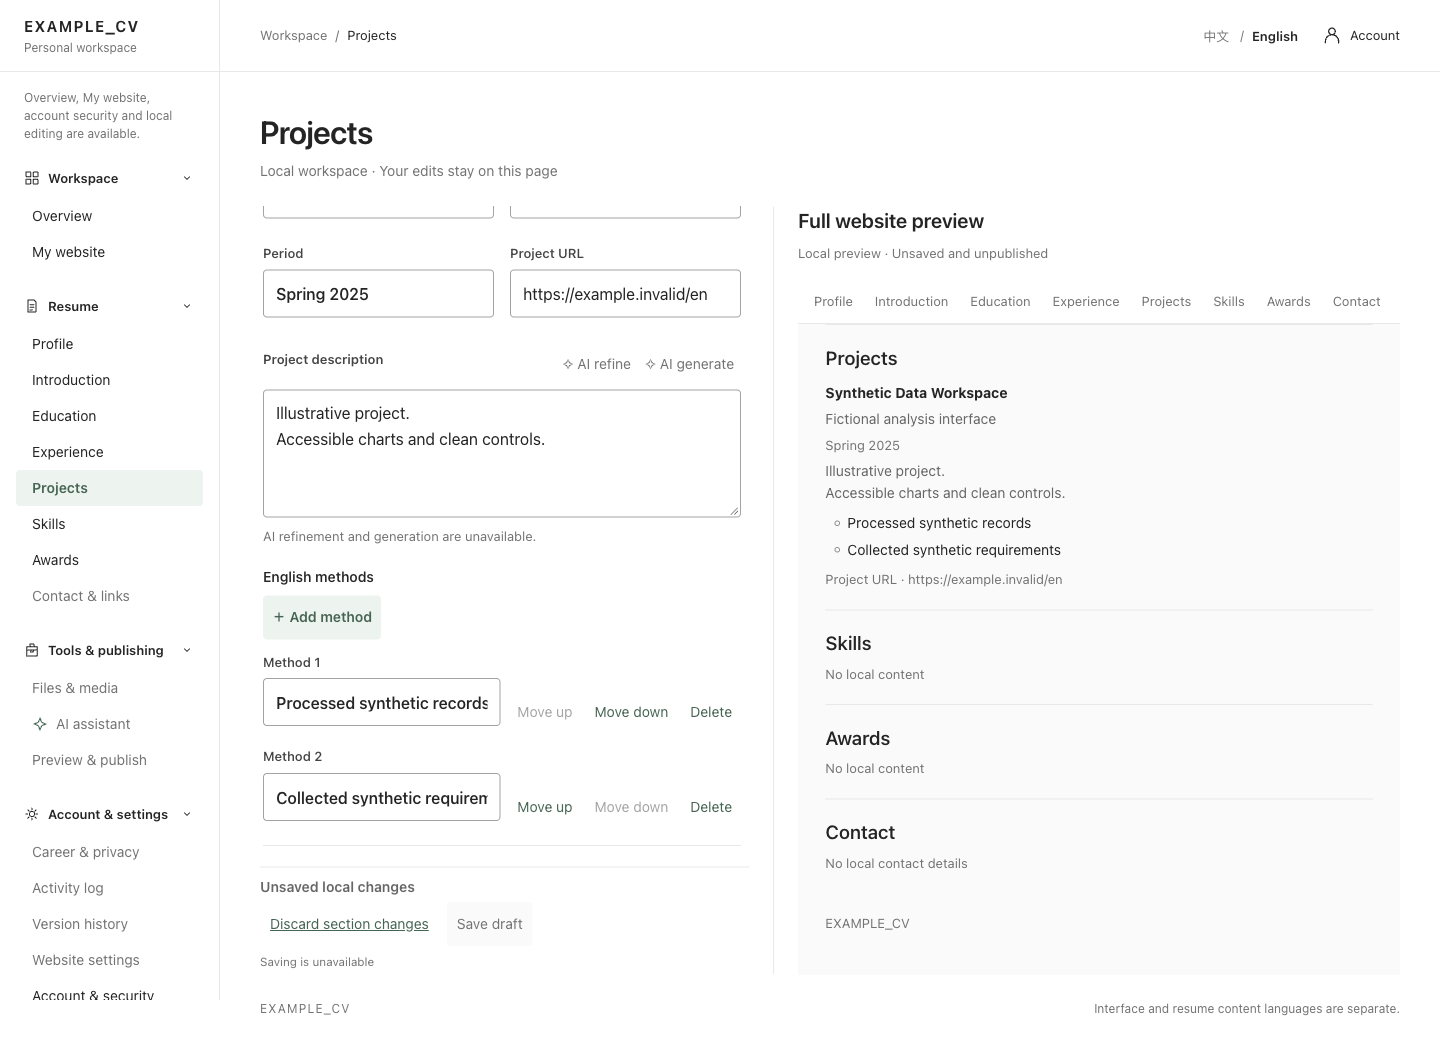 EXAMPLE_CV
Personal workspace
Workspace / Projects
中文 / English
Account
Overview, My website,
account security and local
editing are available.
Workspace
Overview
My website
Resume
Profile
Introduction
Education
Experience
Projects
Skills
Awards
Contact & links
Tools & publishing
Files & media
AI assistant
Preview & publish
Account & settings
Career & privacy
Activity log
Version history
Website settings
Account & security
Projects
Local workspace · Your edits stay on this page
Period
Project URL
Spring 2025
https://example.invalid/en
Project description
AI refine
AI generate
Illustrative project.
Accessible charts and clean controls.
AI refinement and generation are unavailable.
English methods
+ Add method
Method 1
Processed synthetic records
Move up
Move down
Delete
Method 2
Collected synthetic requirem
Move up
Move down
Delete
Unsaved local changes
Discard section changes
Save draft
Saving is unavailable
Full website preview
Local preview · Unsaved and unpublished
Profile
Introduction
Education
Experience
Projects
Skills
Awards
Contact
Projects
Synthetic Data Workspace
Fictional analysis interface
Spring 2025
Illustrative project.
Accessible charts and clean controls.
Processed synthetic records
Collected synthetic requirements
Project URL · https://example.invalid/en
Skills
No local content
Awards
No local content
Contact
No local contact details
EXAMPLE_CV
EXAMPLE_CV
Interface and resume content languages are separate.